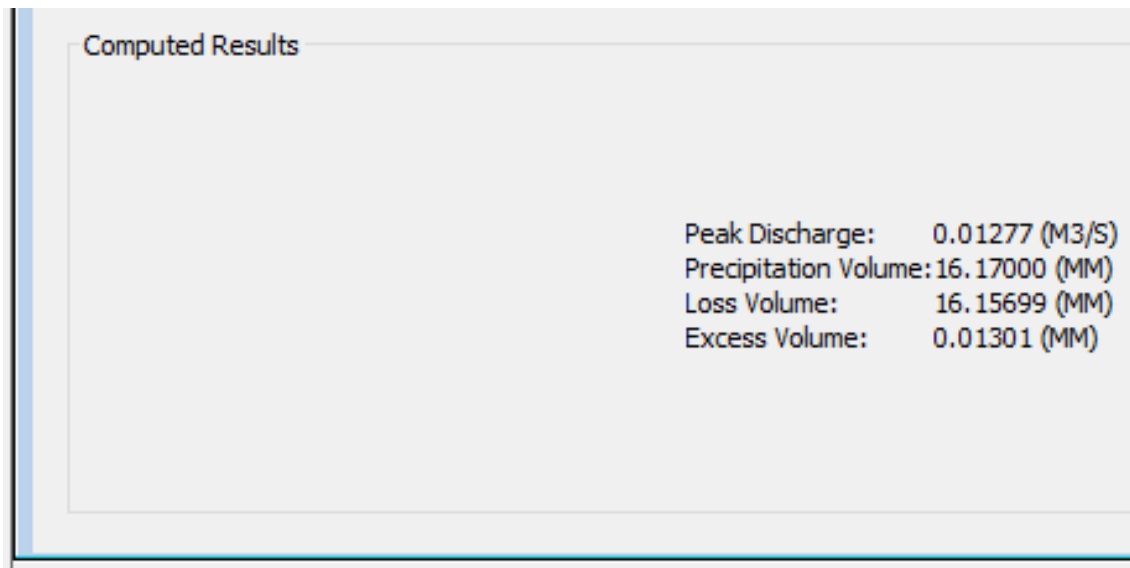 Computed Results
Peak Discharge: 0.01277 (M3/S)
Precipitation Volume:16.17000 (MM)
Loss Volume: 16.15699 (MM)
Excess Volume: 0.01301 (MM)